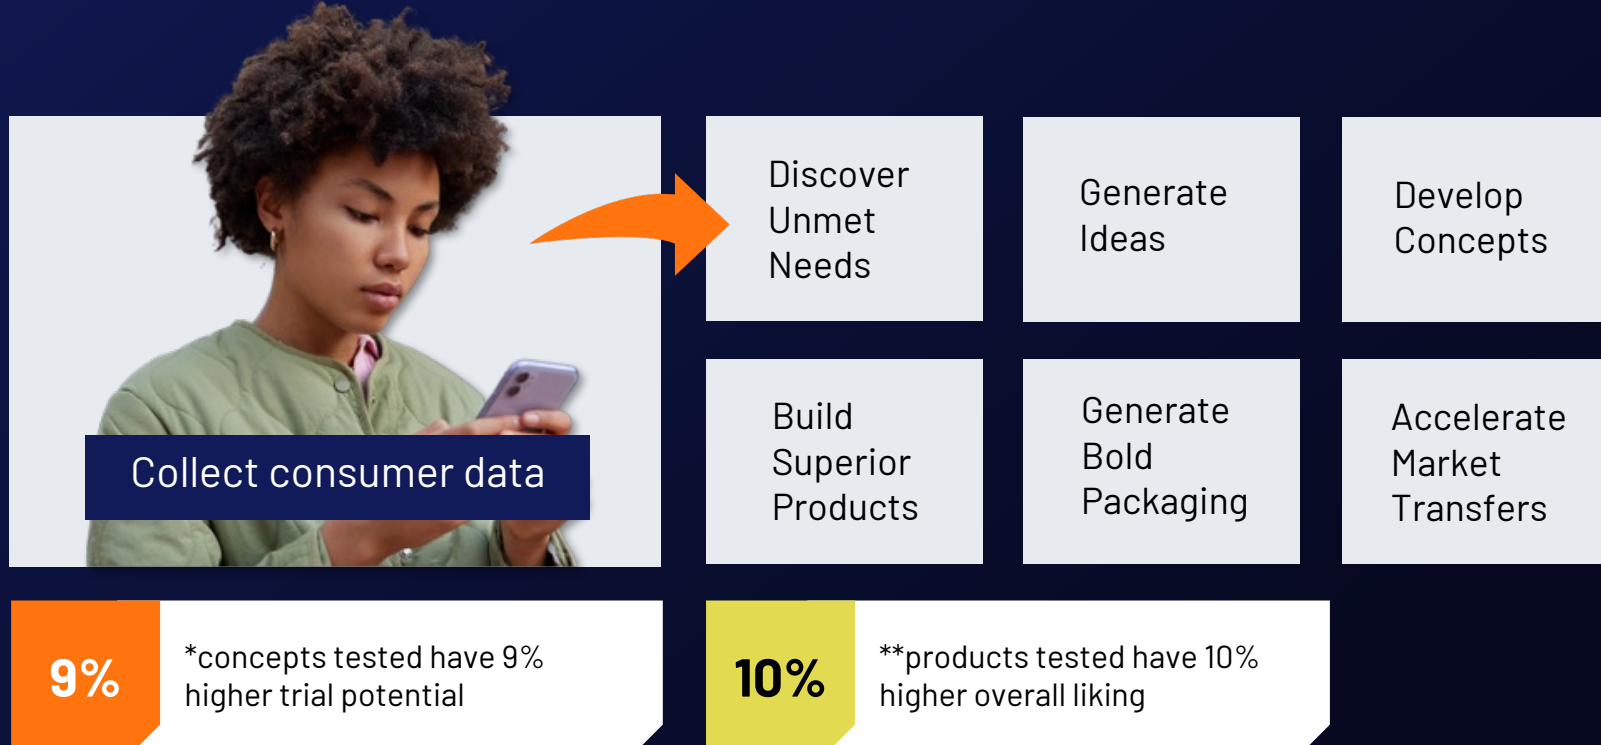 Discover
Unmet
Needs
Generate
Ideas
Develop
Concepts
Collect consumer data
Build
Superior
Products
Generate
Bold
Packaging
Accelerate
Market
Transfers
9%
*concepts tested have 9%
higher trial potential
10%
**products tested have 10%
higher overall liking